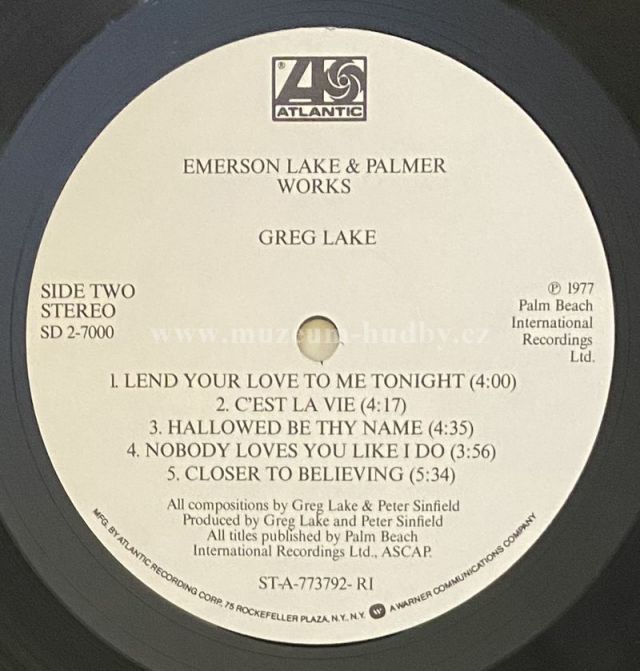 ®
ATLANTIC
EMERSON LAKE & PALMER
WORKS
GREG LAKE
SIDE TWO
STEREO
SD 2-7000
℗ 1977
Palm Beach
International
Recordings
Ltd.
www.muzeum-hudby.cz
1. LEND YOUR LOVE TO ME TONIGHT (4:00)
2. C'EST LA VIE (4:17)
3. HALLOWED BE THY NAME (4:35)
4. NOBODY LOVES YOU LIKE I DO (3:56)
5. CLOSER TO BELIEVING (5:34)
All compositions by Greg Lake & Peter Sinfield
Produced by Greg Lake and Peter Sinfield
All titles published by Palm Beach
International Recordings Ltd., ASCAP.
ST-A-773792- RI
MFG. BY ATLANTIC RECORDING CORP., 75 ROCKEFELLER PLAZA, N.Y., N.Y. W A WARNER COMMUNICATIONS COMPANY